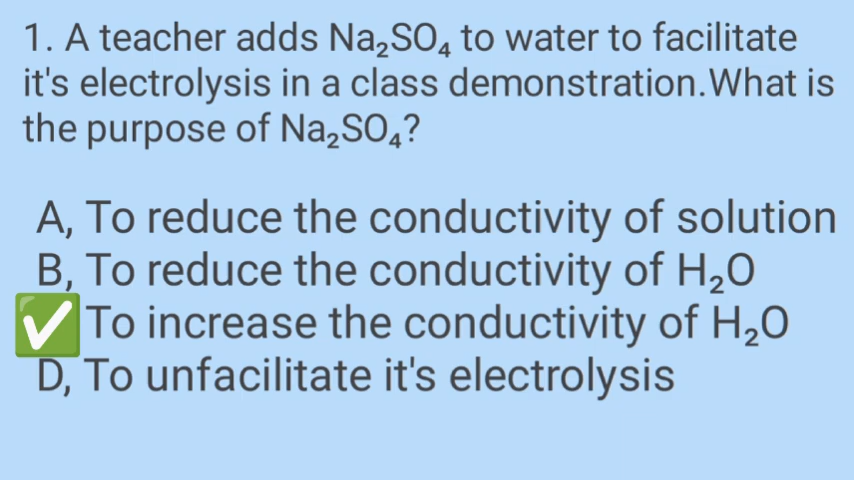 1. A teacher adds Na₂SO₄ to water to facilitate
it's electrolysis in a class demonstration.What is
the purpose of Na₂SO₄?
A, To reduce the conductivity of solution
B, To reduce the conductivity of H₂O
✅ To increase the conductivity of H₂O
D, To unfacilitate it's electrolysis